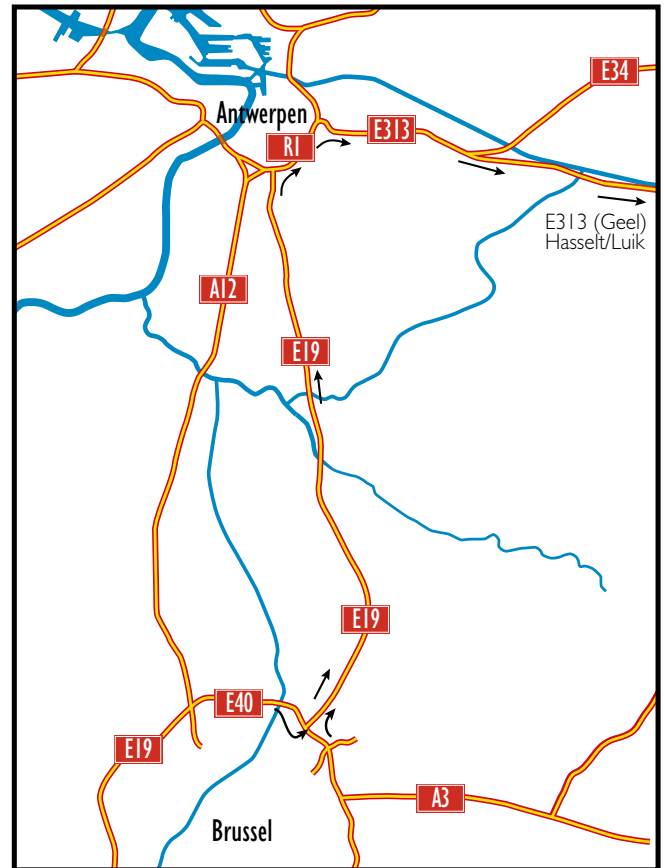 E34
Antwerpen
E313
R1
E313 (Geel)
Hasselt/Luik
A12
E19
E19
E40
E19
A3
Brussel